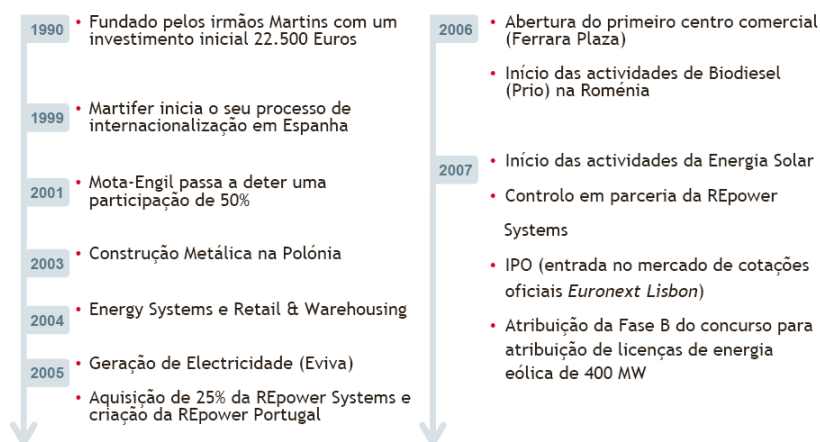 1990
• Fundado pelos irmãos Martins com um
investimento inicial 22.500 Euros
1999
• Martifer inicia o seu processo de
internacionalização em Espanha
2001
• Mota-Engil passa a deter uma
participação de 50%
2003
• Construção Metálica na Polónia
2004
• Energy Systems e Retail & Warehousing
2005
• Geração de Electricidade (Eviva)
• Aquisição de 25% da REpower Systems e
criação da REpower Portugal
2006
• Abertura do primeiro centro comercial
(Ferrara Plaza)
• Início das actividades de Biodiesel
(Prio) na Roménia
2007
• Início das actividades da Energia Solar
• Controlo em parceria da REpower
Systems
• IPO (entrada no mercado de cotações
oficiais Euronext Lisbon)
• Atribuição da Fase B do concurso para
atribuição de licenças de energia
eólica de 400 MW